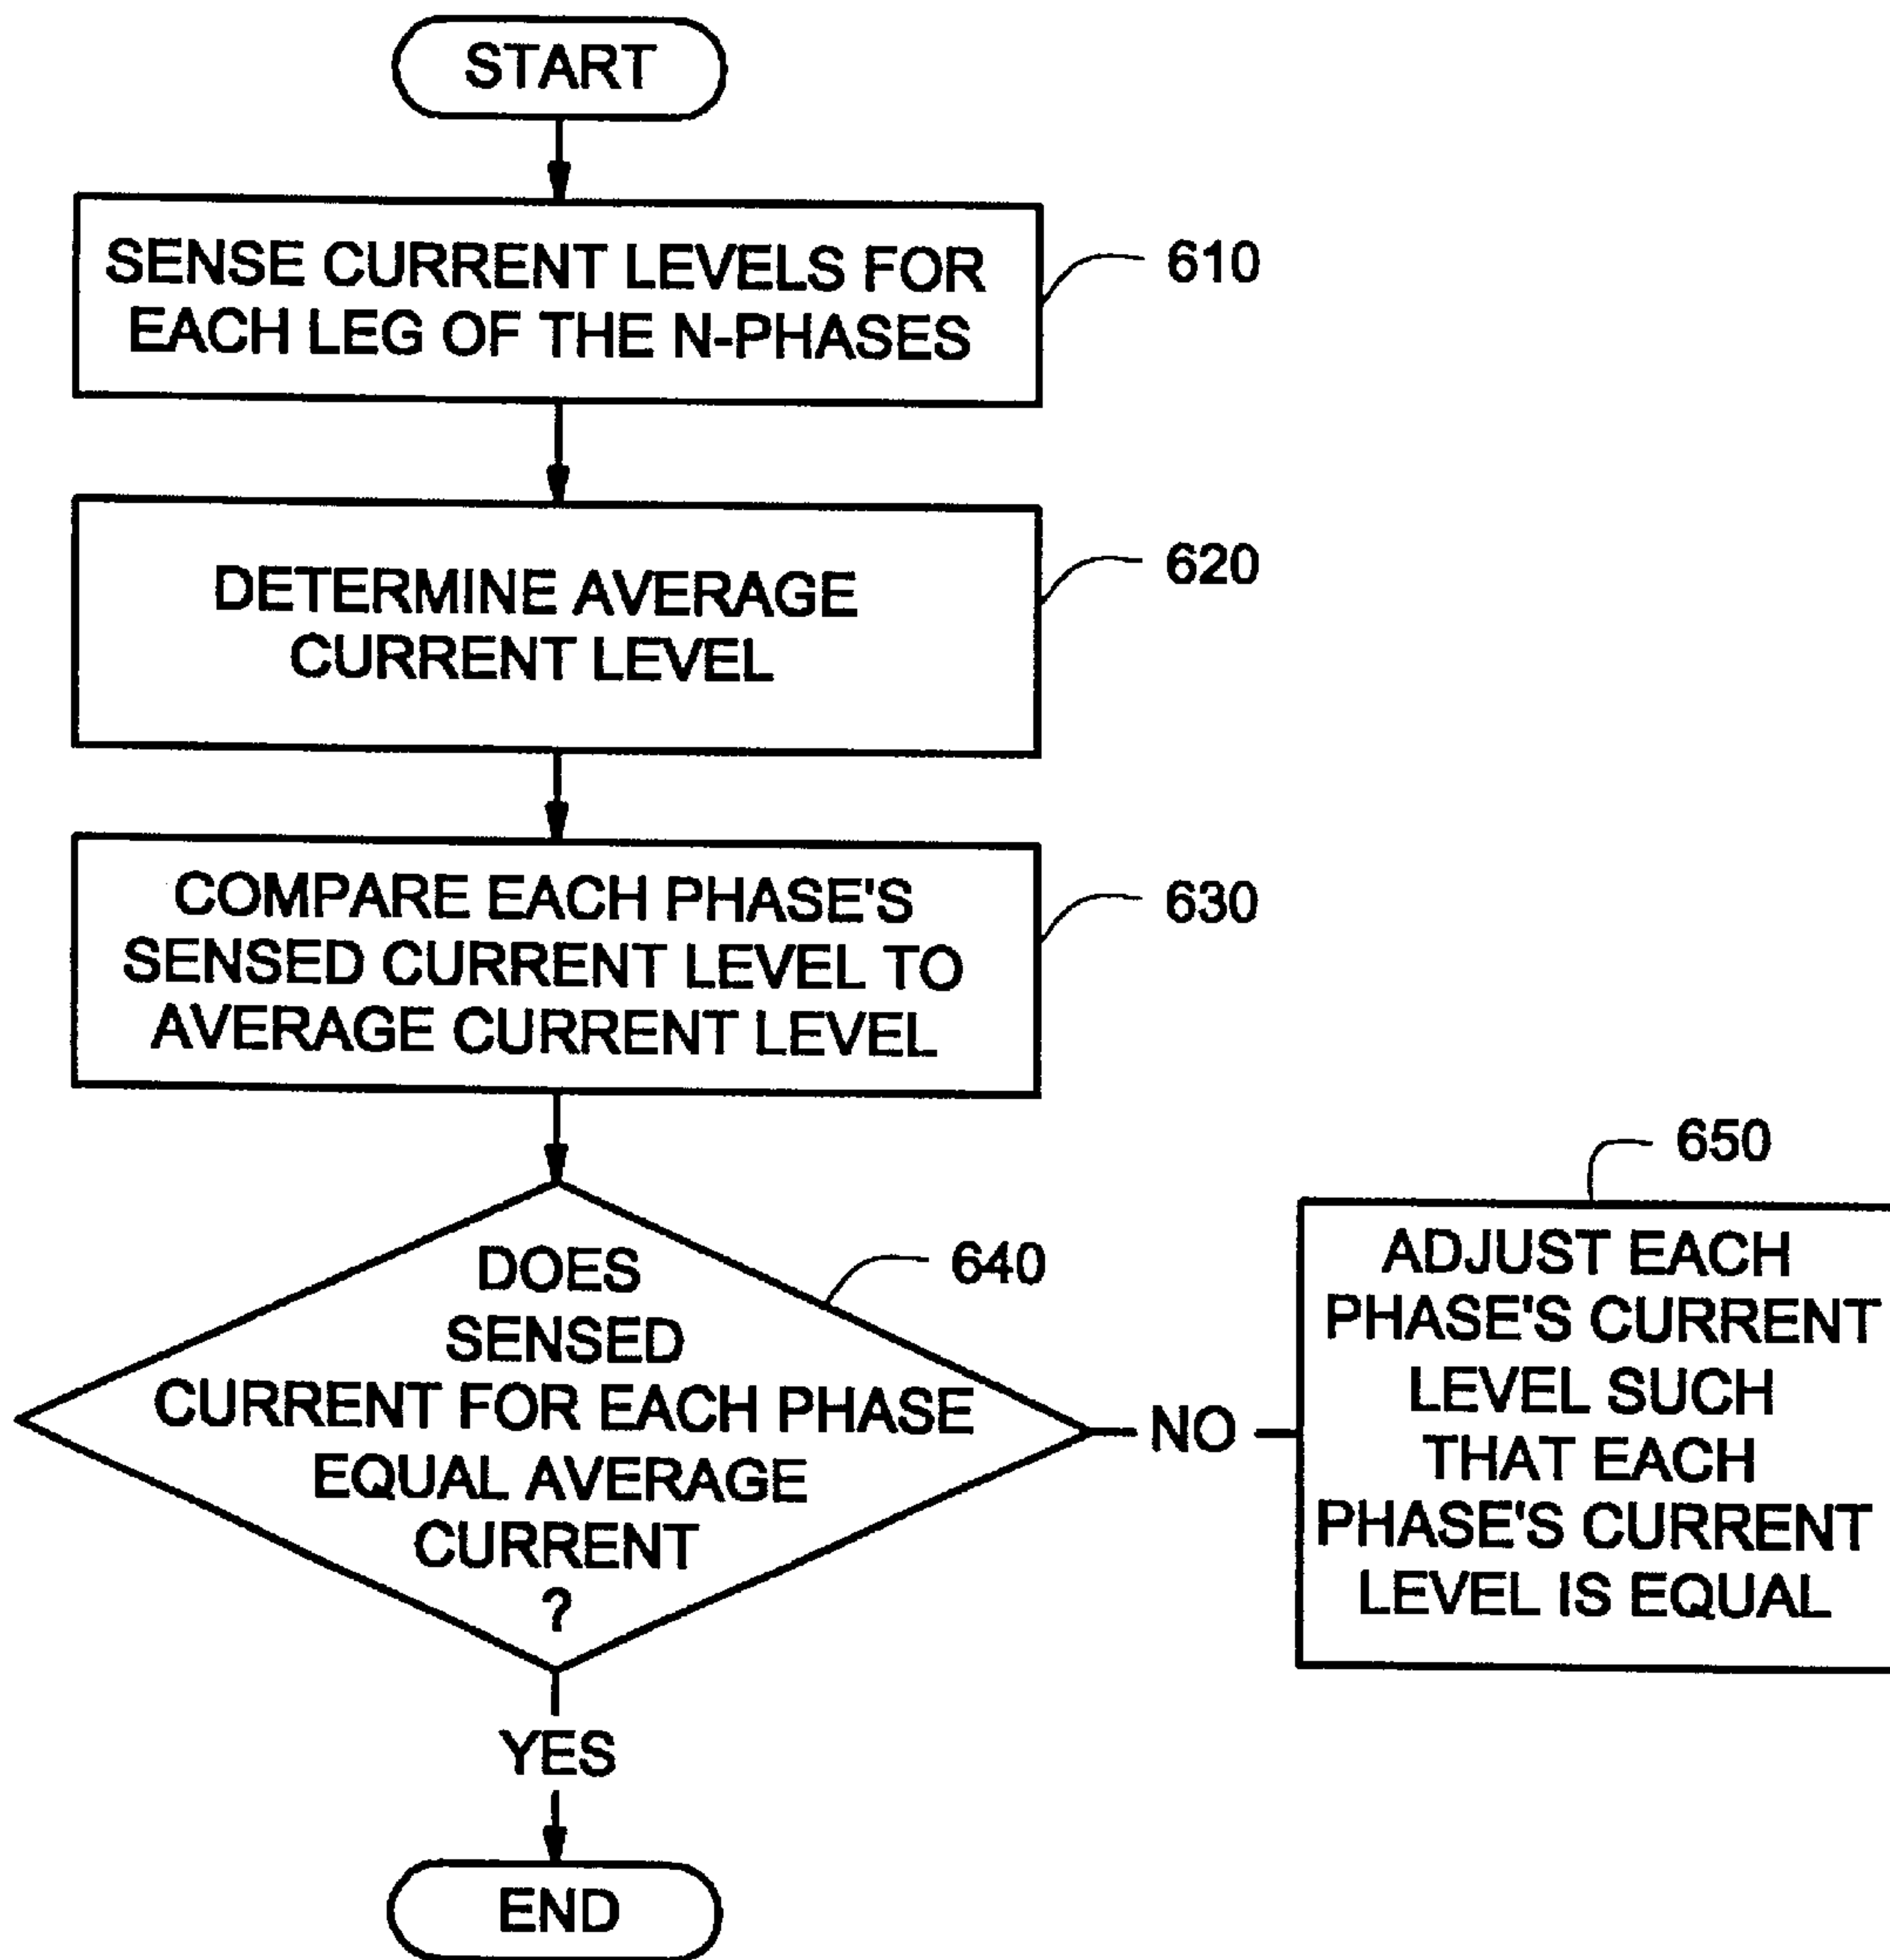 START
SENSE CURRENT LEVELS FOR
EACH LEG OF THE N-PHASES
610
DETERMINE AVERAGE
CURRENT LEVEL
620
COMPARE EACH PHASE'S
SENSED CURRENT LEVEL TO
AVERAGE CURRENT LEVEL
630
DOES
SENSED
CURRENT FOR EACH PHASE
EQUAL AVERAGE
CURRENT
?
640
NO
650
ADJUST EACH
PHASE'S CURRENT
LEVEL SUCH
THAT EACH
PHASE'S CURRENT
LEVEL IS EQUAL
YES
END